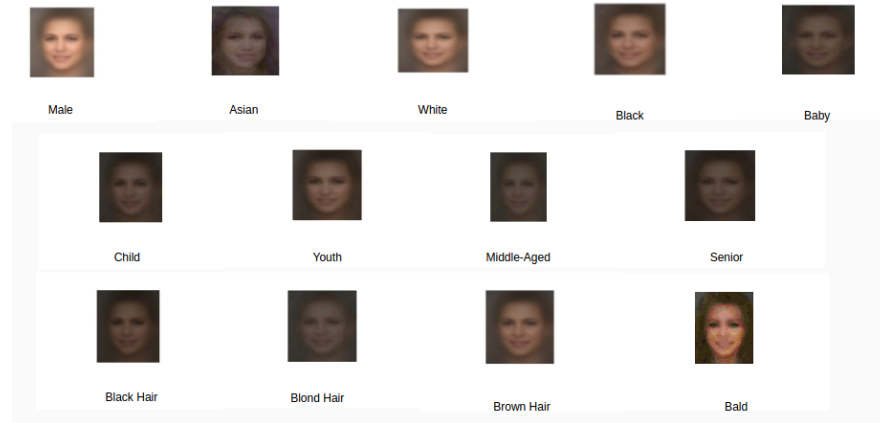 Male
Asian
White
Black
Baby
Child
Youth
Middle-Aged
Senior
Black Hair
Blond Hair
Brown Hair
Bald